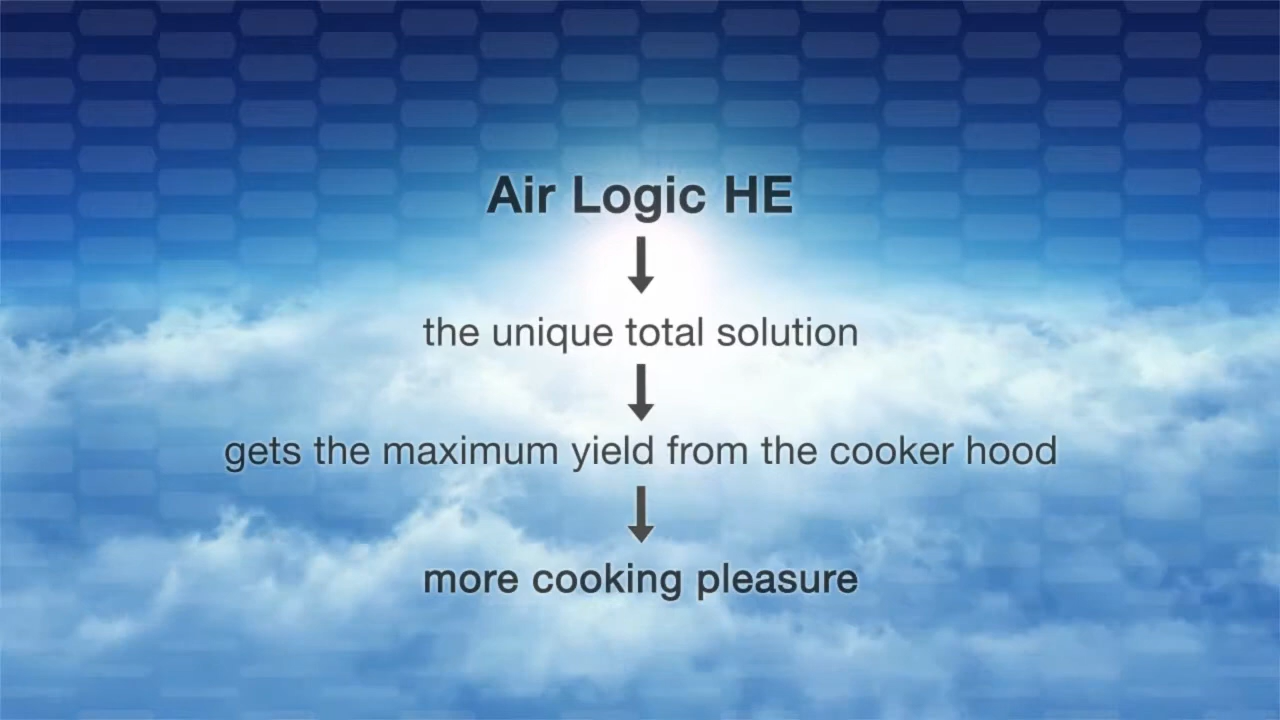 Air Logic HE
the unique total solution
gets the maximum yield from the cooker hood
more cooking pleasure